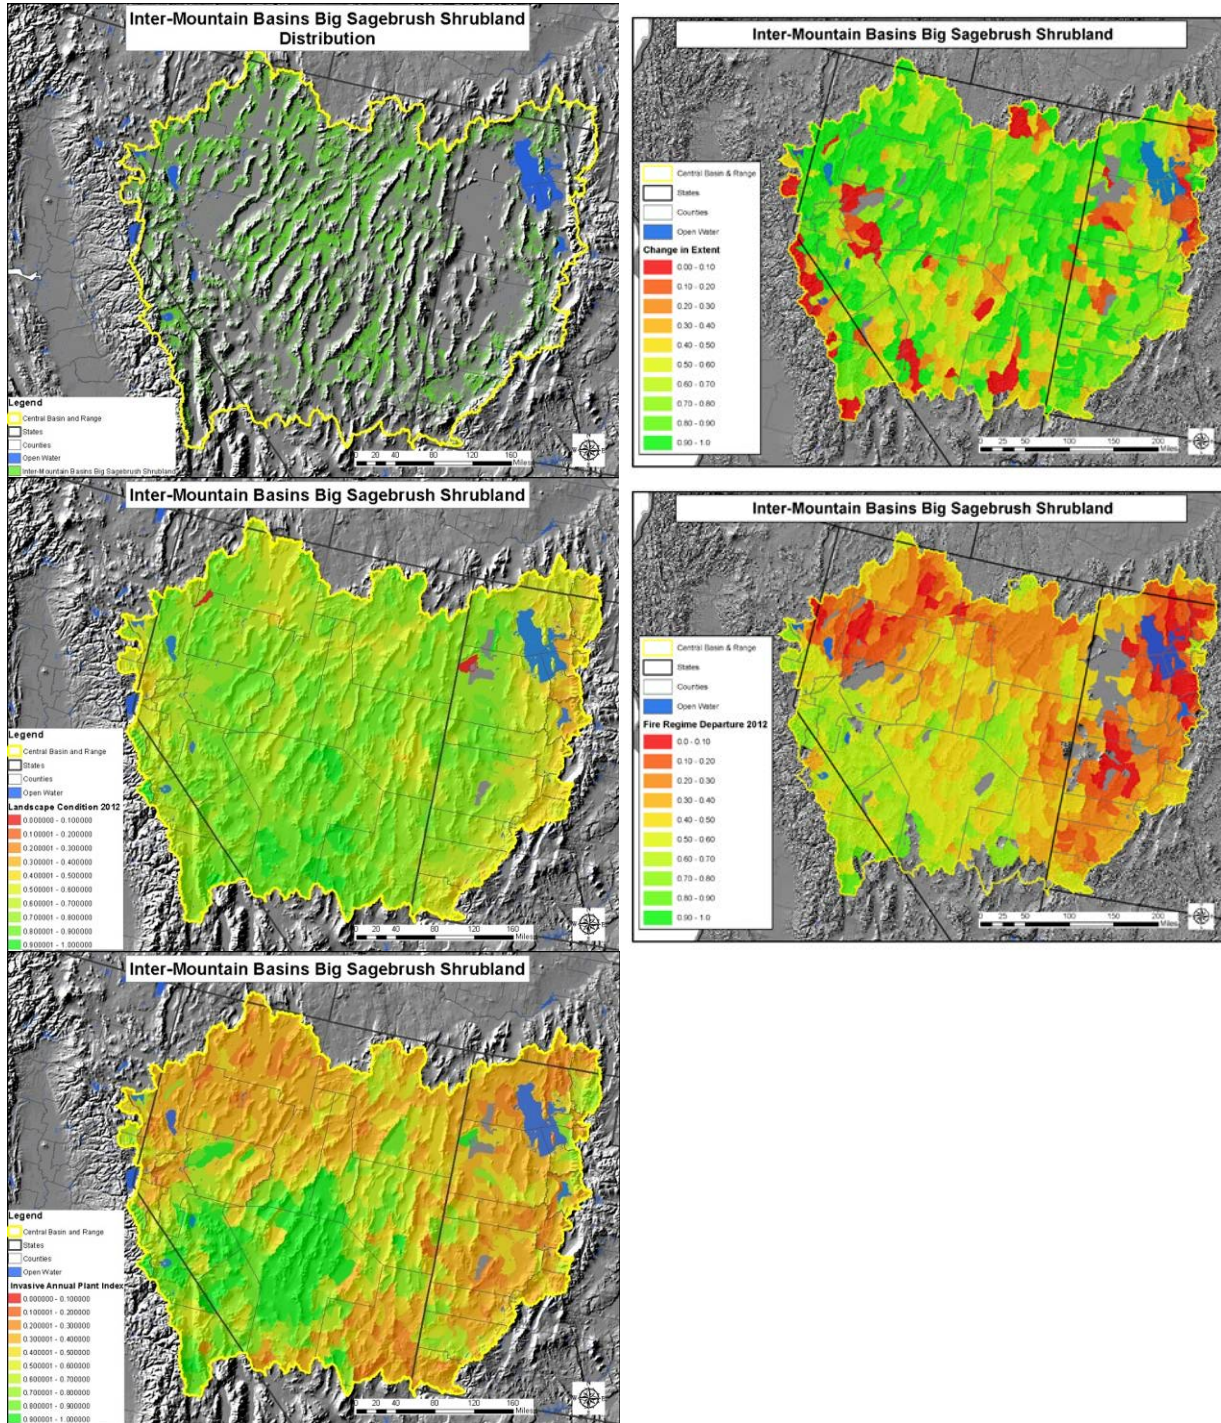 Inter-Mountain Basins Big Sagebrush Shrubland
Distribution
Legend
Central Basin and Range
States
Counties
Open Water
Inter-Mountain Basins Big Sagebrush Shrubland
0 20 40 80 120 160
Miles
Inter-Mountain Basins Big Sagebrush Shrubland
Central Basin & Range
States
Counties
Open Water
Change in Extent
0.00 - 0.10
0.10 - 0.20
0.20 - 0.30
0.30 - 0.40
0.40 - 0.50
0.50 - 0.60
0.60 - 0.70
0.70 - 0.80
0.80 - 0.90
0.90 - 1.0
0 25 50 100 150 200
Miles
Inter-Mountain Basins Big Sagebrush Shrubland
Legend
Central Basin and Range
States
Counties
Open Water
Landscape Condition 2012
0.000000 - 0.100000
0.100001 - 0.200000
0.200001 - 0.300000
0.300001 - 0.400000
0.400001 - 0.500000
0.500001 - 0.600000
0.600001 - 0.700000
0.700001 - 0.800000
0.800001 - 0.900000
0.900001 - 1.000000
0 20 40 80 120 160
Miles
Inter-Mountain Basins Big Sagebrush Shrubland
Central Basin & Range
States
Counties
Open Water
Fire Regime Departure 2012
0.0 - 0.10
0.10 - 0.20
0.20 - 0.30
0.30 - 0.40
0.40 - 0.50
0.50 - 0.60
0.60 - 0.70
0.70 - 0.80
0.80 - 0.90
0.90 - 1.0
0 25 50 100 150 200
Miles
Inter-Mountain Basins Big Sagebrush Shrubland
Legend
Central Basin and Range
States
Counties
Open Water
Invasive Annual Plant Index
0.000000 - 0.100000
0.100001 - 0.200000
0.200001 - 0.300000
0.300001 - 0.400000
0.400001 - 0.500000
0.500001 - 0.600000
0.600001 - 0.700000
0.700001 - 0.800000
0.800001 - 0.900000
0.900001 - 1.000000
0 20 40 80 120 160
Miles